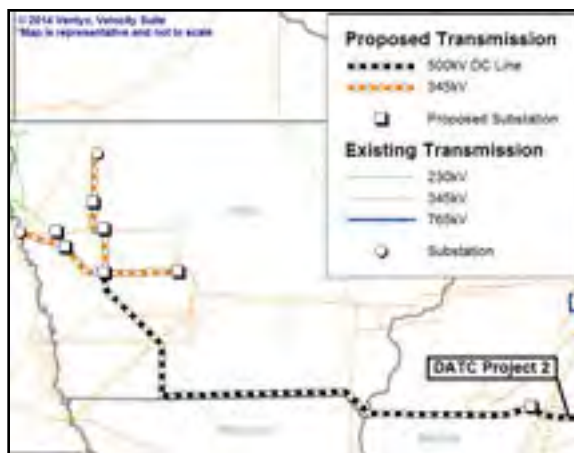 © 2014 Ventyx, Velocity Suite
*Map is representative and not to scale
Proposed Transmission
500kV DC Line
345kV
Proposed Substation
Existing Transmission
230kV
345kV
765kV
Substation
DATC Project 2